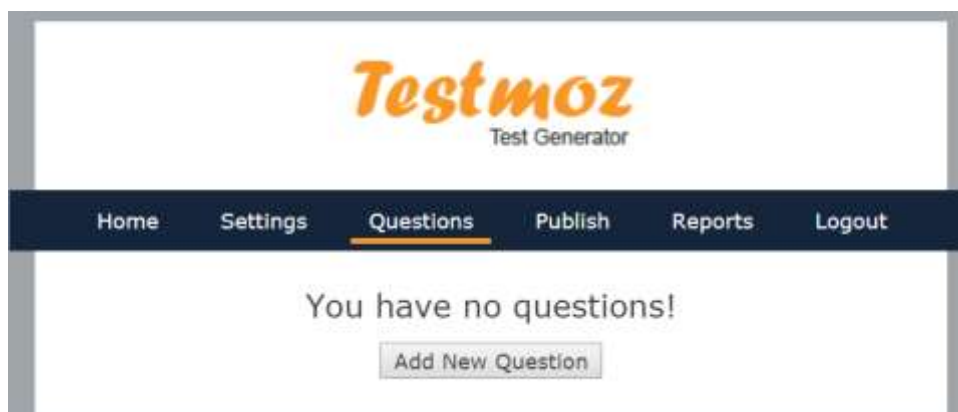 Testmoz
Test Generator
Home Settings Questions Publish Reports Logout
You have no questions!
Add New Question